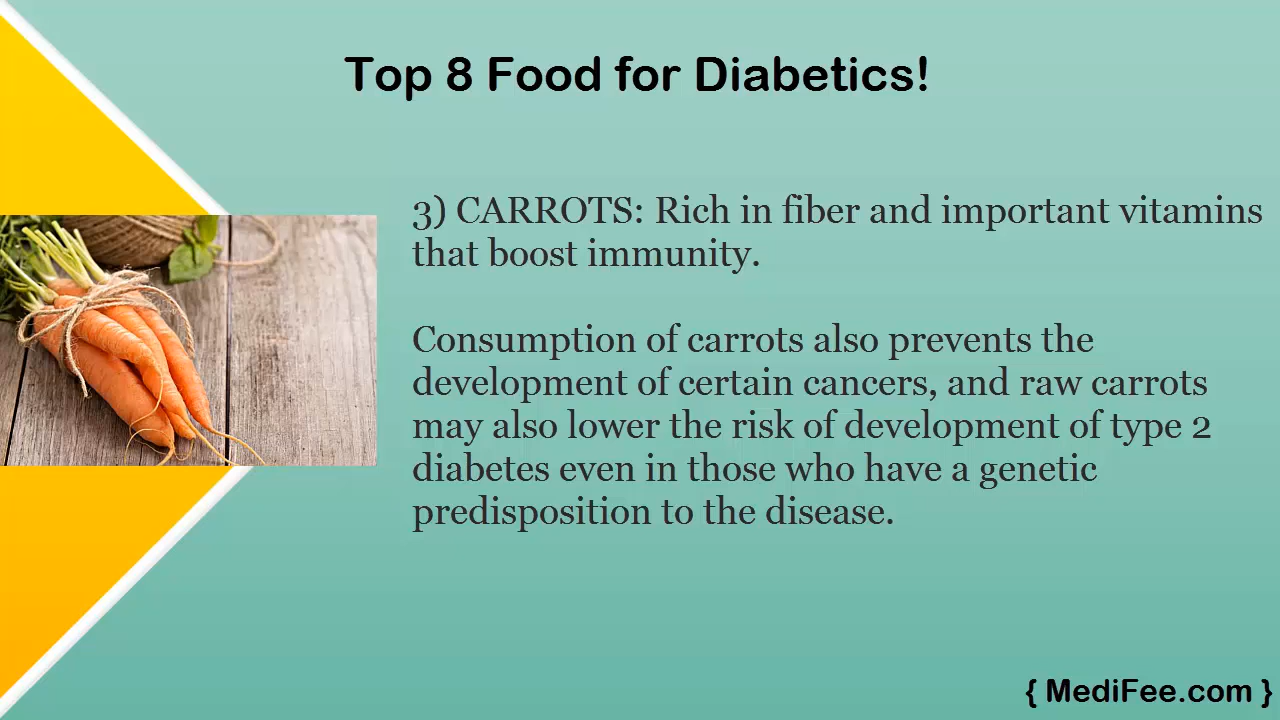 Top 8 Food for Diabetics!
3) CARROTS: Rich in fiber and important vitamins
that boost immunity.
Consumption of carrots also prevents the
development of certain cancers, and raw carrots
may also lower the risk of development of type 2
diabetes even in those who have a genetic
predisposition to the disease.
{ MediFee.com }